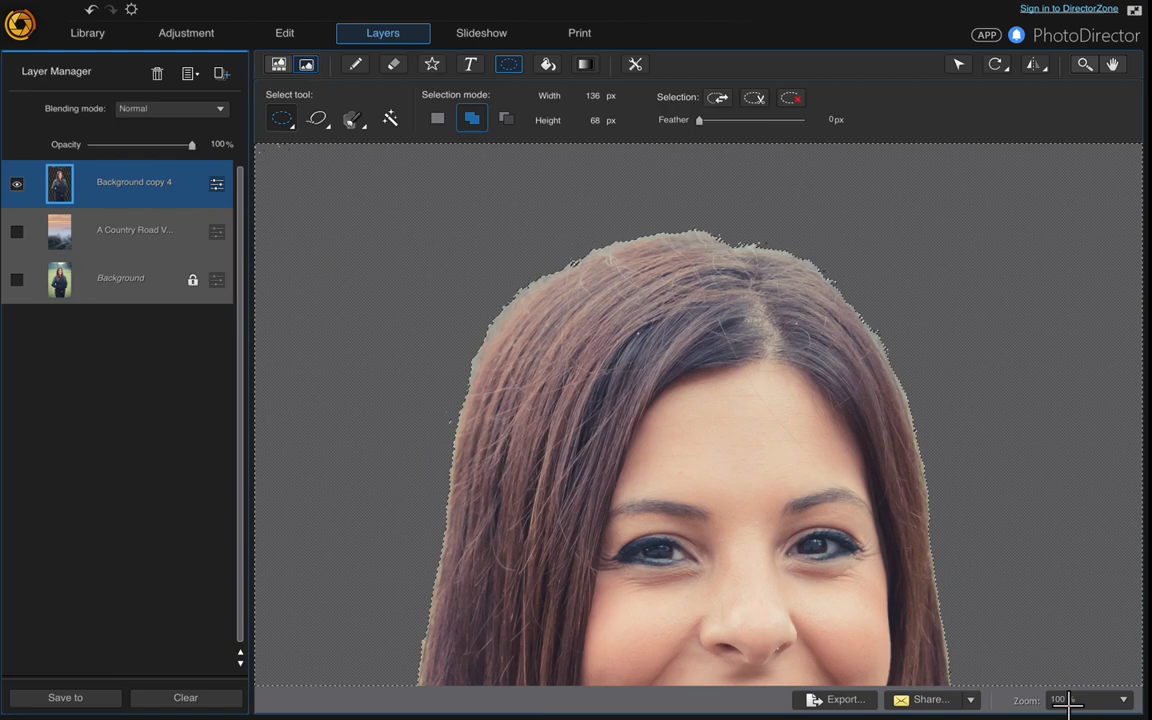 Sign in to DirectorZone
Library
Adjustment
Edit
Layers
Slideshow
Print
APP
PhotoDirector
Layer Manager
Blending mode:
Normal
Opacity
100%
Background copy 4
A Country Road V...
Background
Save to
Clear
T
Select tool:
Selection mode:
Width
136 px
Height
68 px
Selection:
Feather
0px
Export...
Share...
Zoom:
100